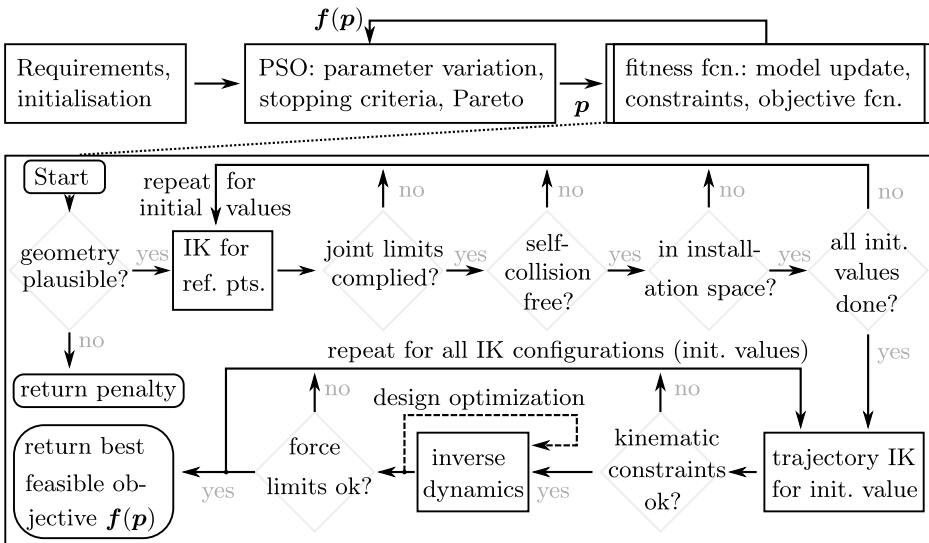 f(p)
Requirements,
initialisation
PSO: parameter variation,
stopping criteria, Pareto
p
fitness fcn.: model update,
constraints, objective fcn.
Start
repeat for
initial values
no
no
no
no
geometry
plausible?
yes
IK for
ref. pts.
joint limits
complied?
yes
self-
collision
free?
yes
in install-
ation space?
yes
all init.
values
done?
no
yes
return penalty
repeat for all IK configurations (init. values)
no
design optimization
no
return best
feasible ob-
jective f(p)
yes
force
limits ok?
inverse
dynamics
yes
kinematic
constraints
ok?
trajectory IK
for init. value